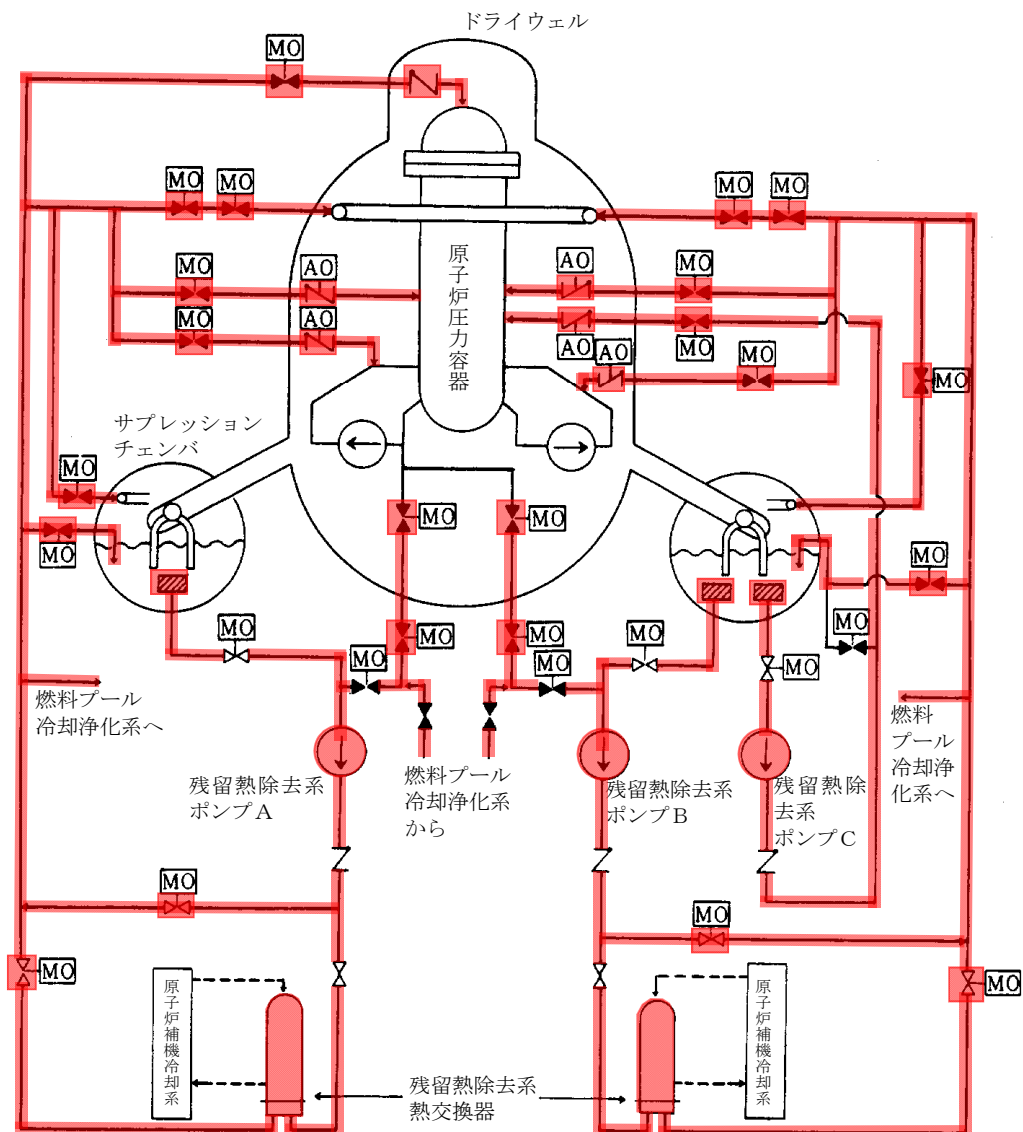 ドライウェル
MO
MO
MO
MO
MO
MO
AO
AO
MO
MO
AO
AO
MO
AO
MO
AO
MO
MO
原子炉圧力容器
サプレッション
チェンバ
MO
MO
MO
MO
MO
MO
MO
MO
MO
MO
MO
MO
MO
MO
燃料プール
冷却浄化系へ
残留熱除去系
ポンプA
燃料プール
冷却浄化系
から
残留熱除去系
ポンプB
残留熱除
去系
ポンプC
燃料
プール
冷却浄
化系へ
MO
MO
MO
MO
原子炉補機冷却系
原子炉補機冷却系
残留熱除去系
熱交換器